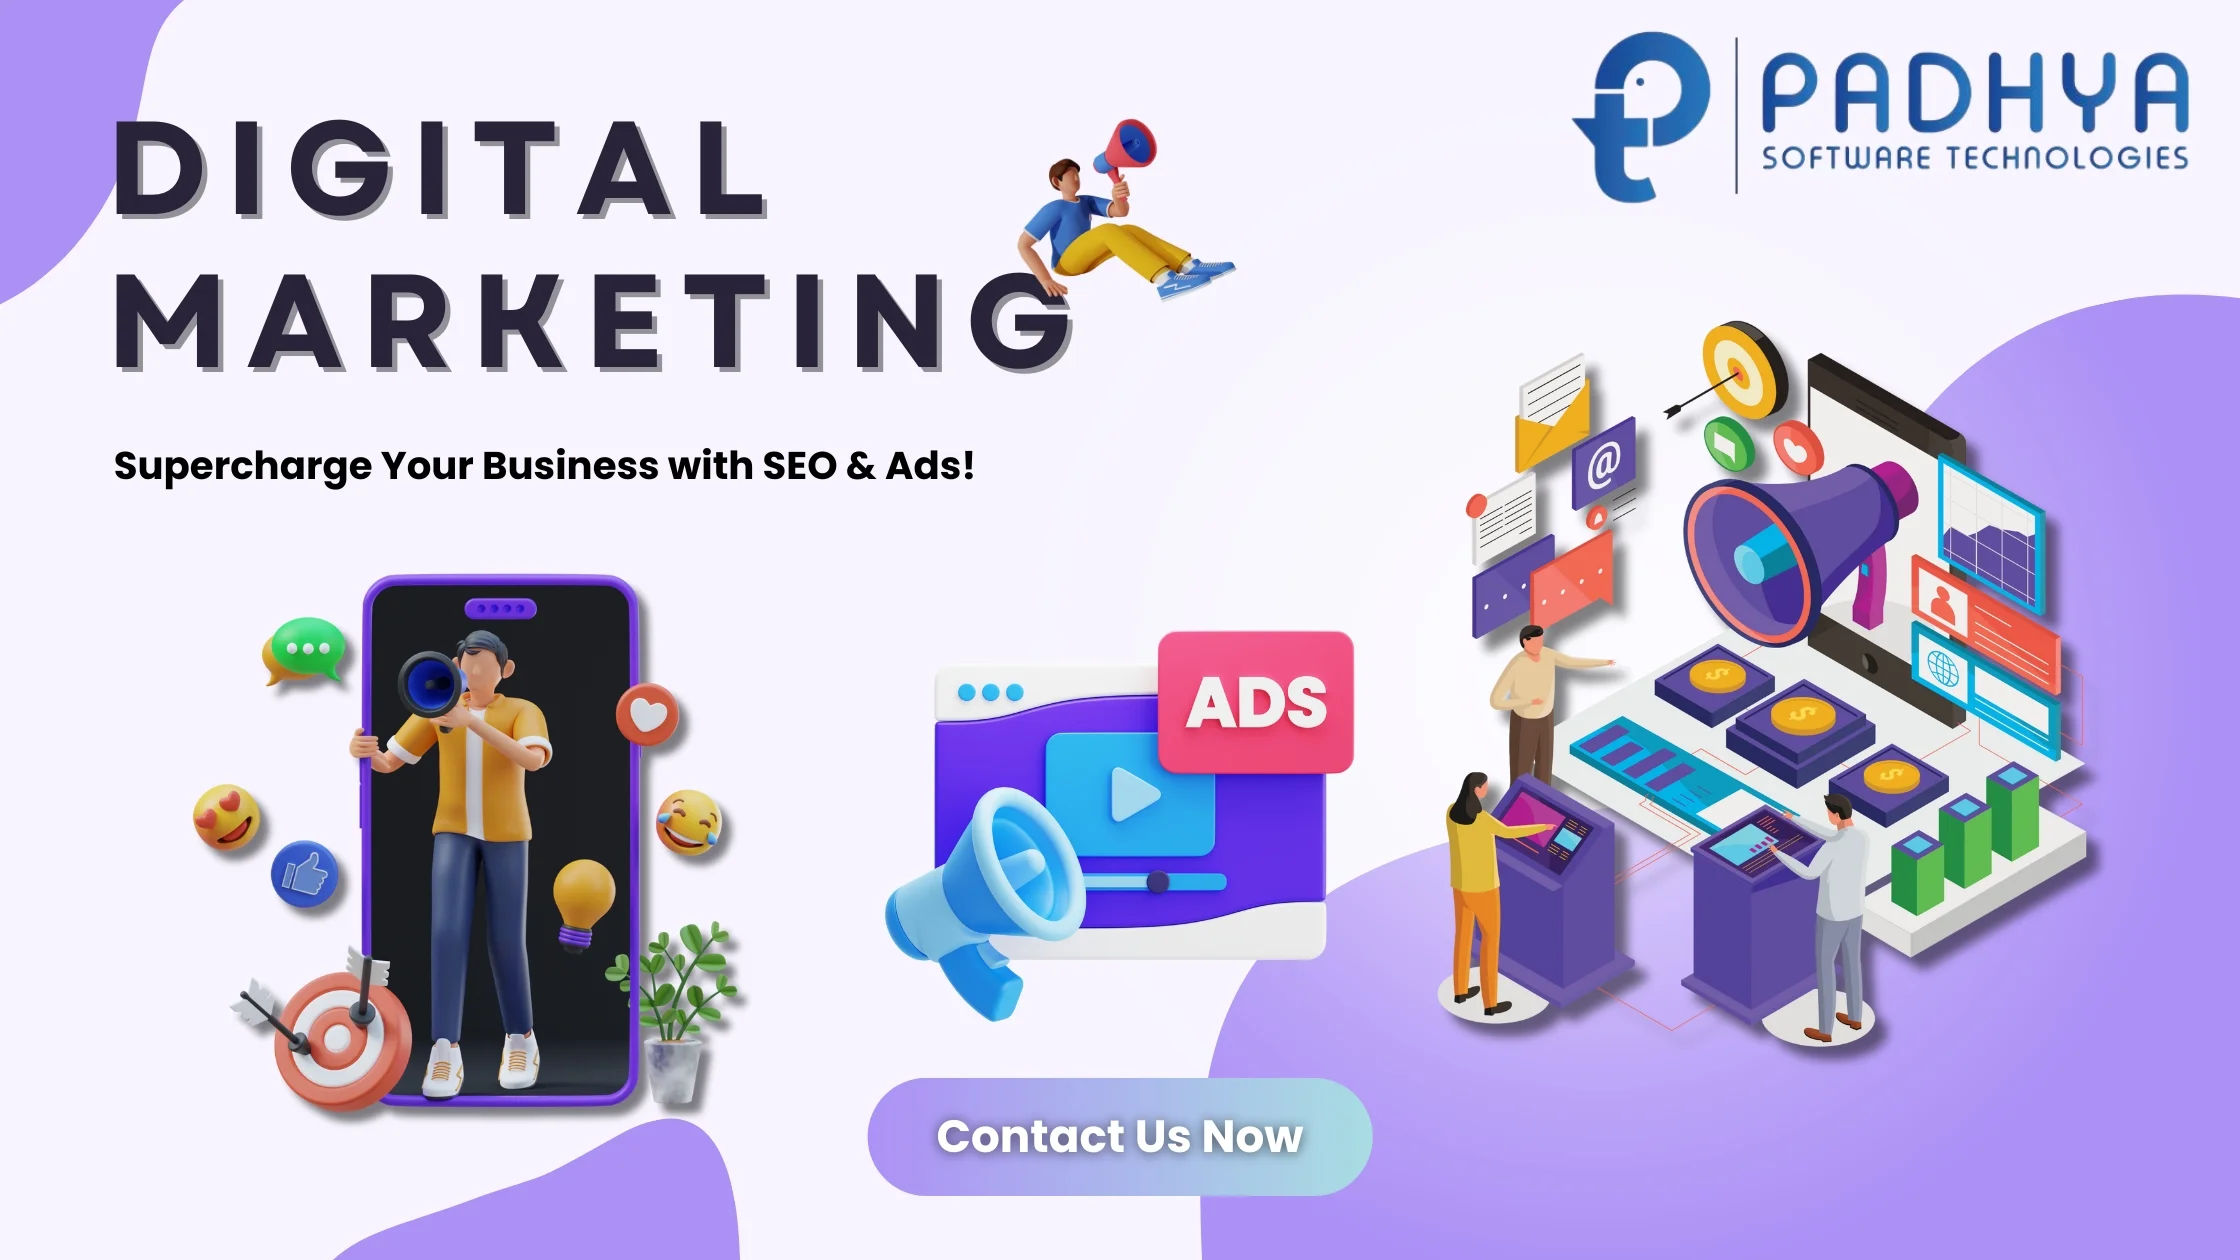 DIGITAL
MARKETING
Supercharge Your Business with SEO & Ads!
PADHYA
SOFTWARE TECHNOLOGIES
@
ADS
Contact Us Now